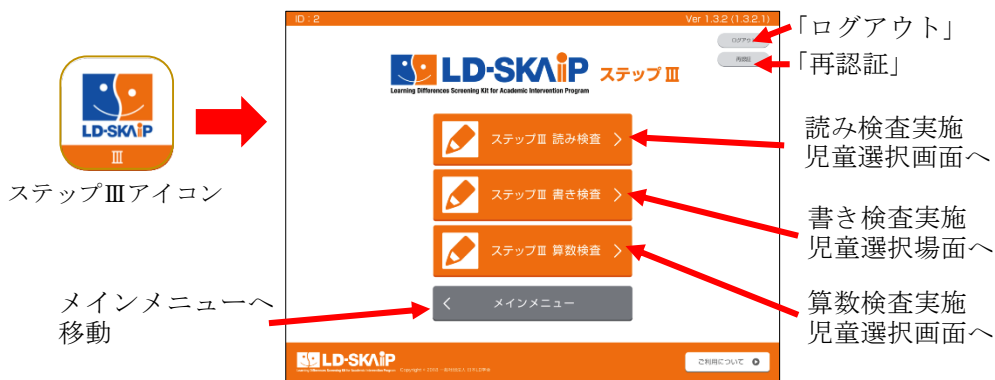 ID:2
Ver 1.3.2 (1.3.2.1)
ログアウト
「ログアウト」
再認証
「再認証」
LD-SKAiP ステップⅢ
Learning Differences Screening Kit for Academic Intervention Program
LD-SKAiP
Ⅲ
ステップⅢアイコン
ステップⅢ 読み検査
読み検査実施
児童選択画面へ
ステップⅢ 書き検査
書き検査実施
児童選択場面へ
ステップⅢ 算数検査
算数検査実施
児童選択画面へ
メインメニュー
メインメニューへ
移動
LD-SKAiP
ご利用について